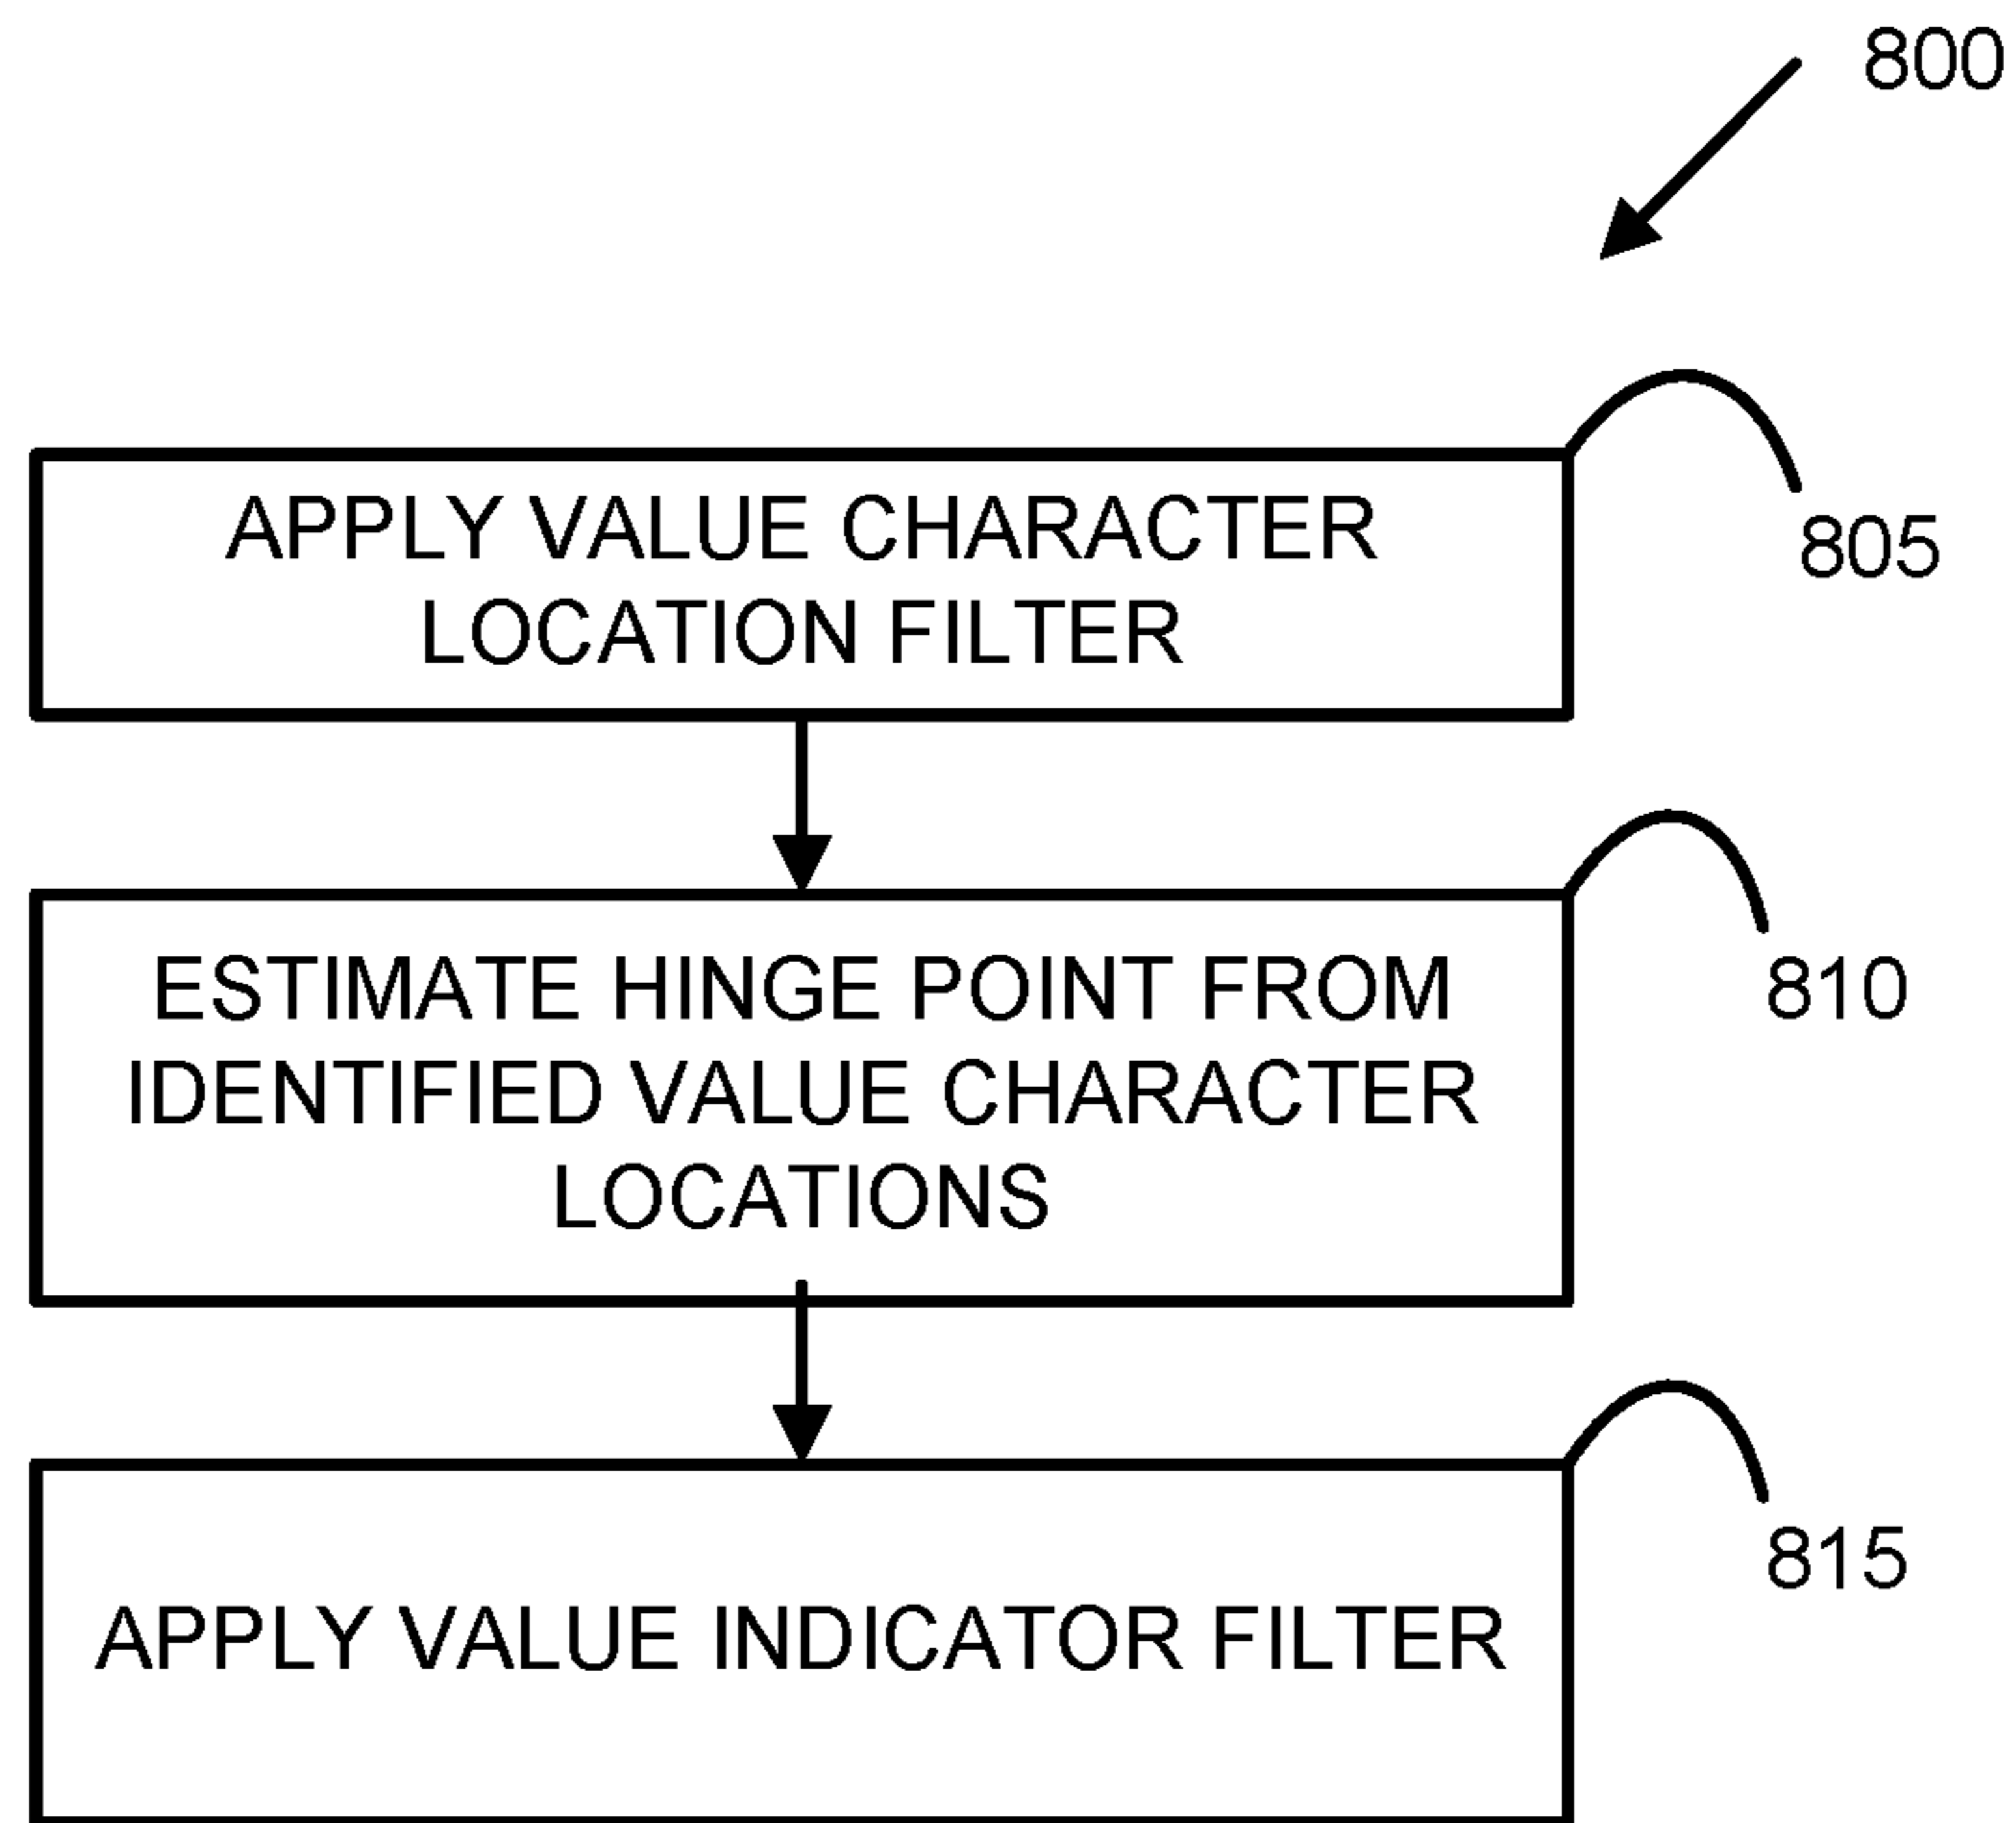 800
APPLY VALUE CHARACTER
LOCATION FILTER
805
ESTIMATE HINGE POINT FROM
IDENTIFIED VALUE CHARACTER
LOCATIONS
810
APPLY VALUE INDICATOR FILTER
815